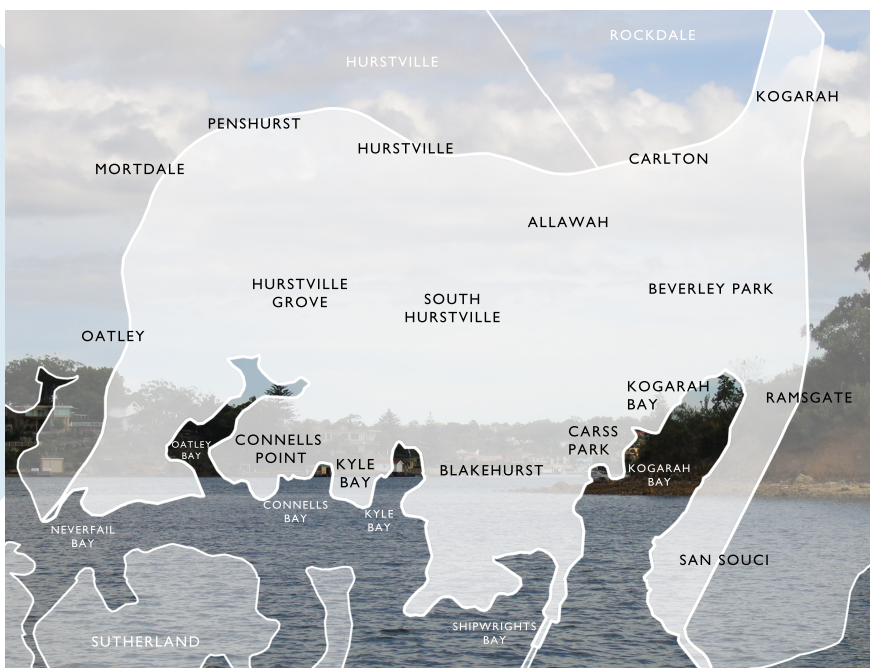 ROCKDALE
HURSTVILLE
KOGARAH
PENSHURST
HURSTVILLE
CARLTON
MORTDALE
ALLAWAH
HURSTVILLE
GROVE
BEVERLEY PARK
SOUTH
HURSTVILLE
OATLEY
KOGARAH
BAY
RAMSGATE
CARSS
PARK
CONNELLS
POINT
OATLEY
BAY
KYLE
BAY
BLAKEHURST
KOGARAH
BAY
CONNELLS
BAY
KYLE
BAY
NEVERFAIL
BAY
SAN SOUCI
SHIPWRIGHTS
BAY
SUTHERLAND